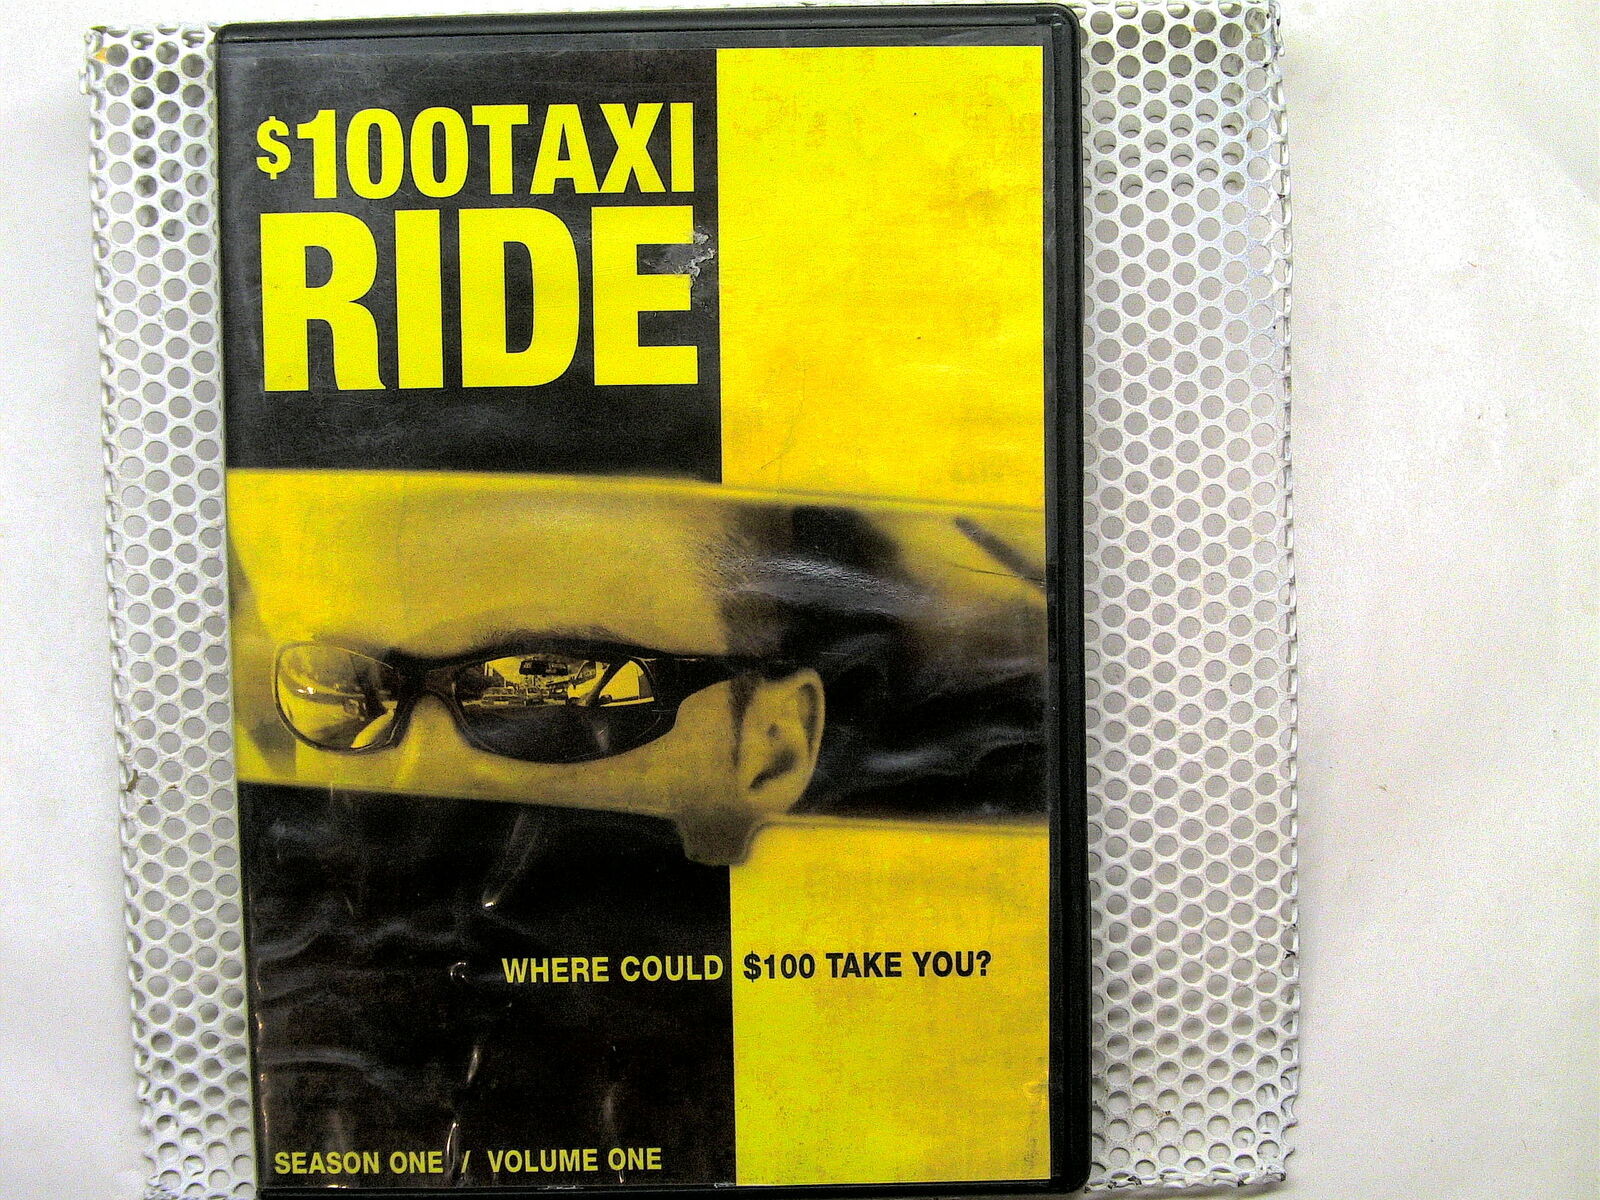 $100TAXI
RIDE
WHERE COULD $100 TAKE YOU?
SEASON ONE / VOLUME ONE